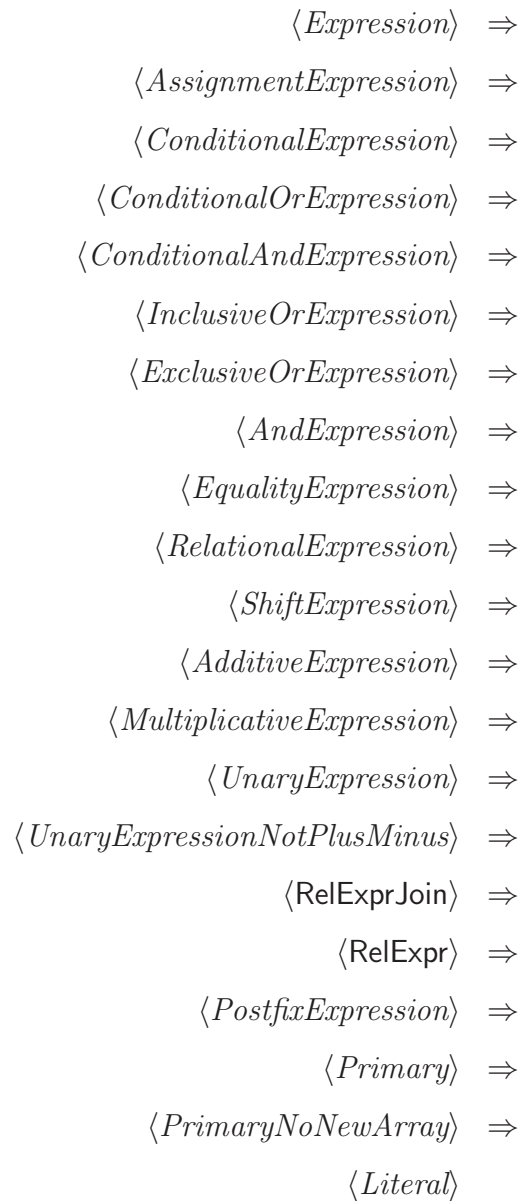 ⟨Expression⟩ ⇒
⟨AssignmentExpression⟩ ⇒
⟨ConditionalExpression⟩ ⇒
⟨ConditionalOrExpression⟩ ⇒
⟨ConditionalAndExpression⟩ ⇒
⟨InclusiveOrExpression⟩ ⇒
⟨ExclusiveOrExpression⟩ ⇒
⟨AndExpression⟩ ⇒
⟨EqualityExpression⟩ ⇒
⟨RelationalExpression⟩ ⇒
⟨ShiftExpression⟩ ⇒
⟨AdditiveExpression⟩ ⇒
⟨MultiplicativeExpression⟩ ⇒
⟨UnaryExpression⟩ ⇒
⟨UnaryExpressionNotPlusMinus⟩ ⇒
⟨RelExprJoin⟩ ⇒
⟨RelExpr⟩ ⇒
⟨PostfixExpression⟩ ⇒
⟨Primary⟩ ⇒
⟨PrimaryNoNewArray⟩ ⇒
⟨Literal⟩